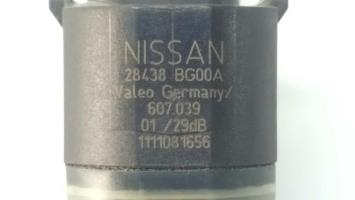 NISSAN
28438 BG00A
Valeo Germany/
607.039
01 /29dB
1111081656